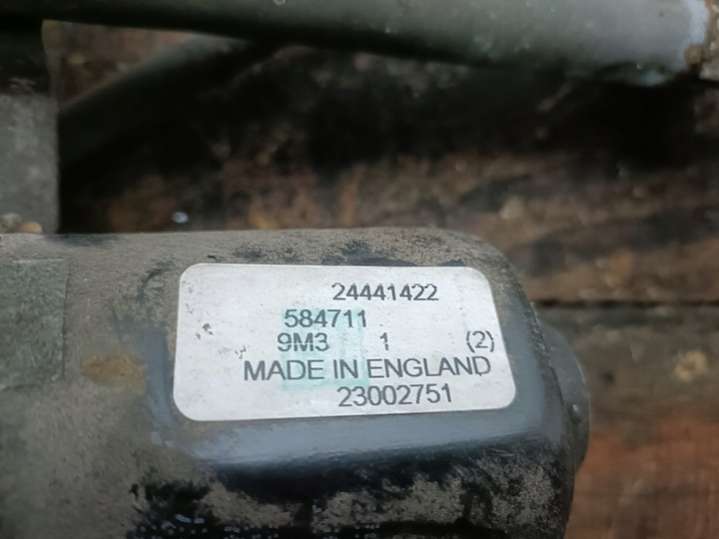 24441422
584711
9M3 1 (2)
MADE IN ENGLAND
23002751